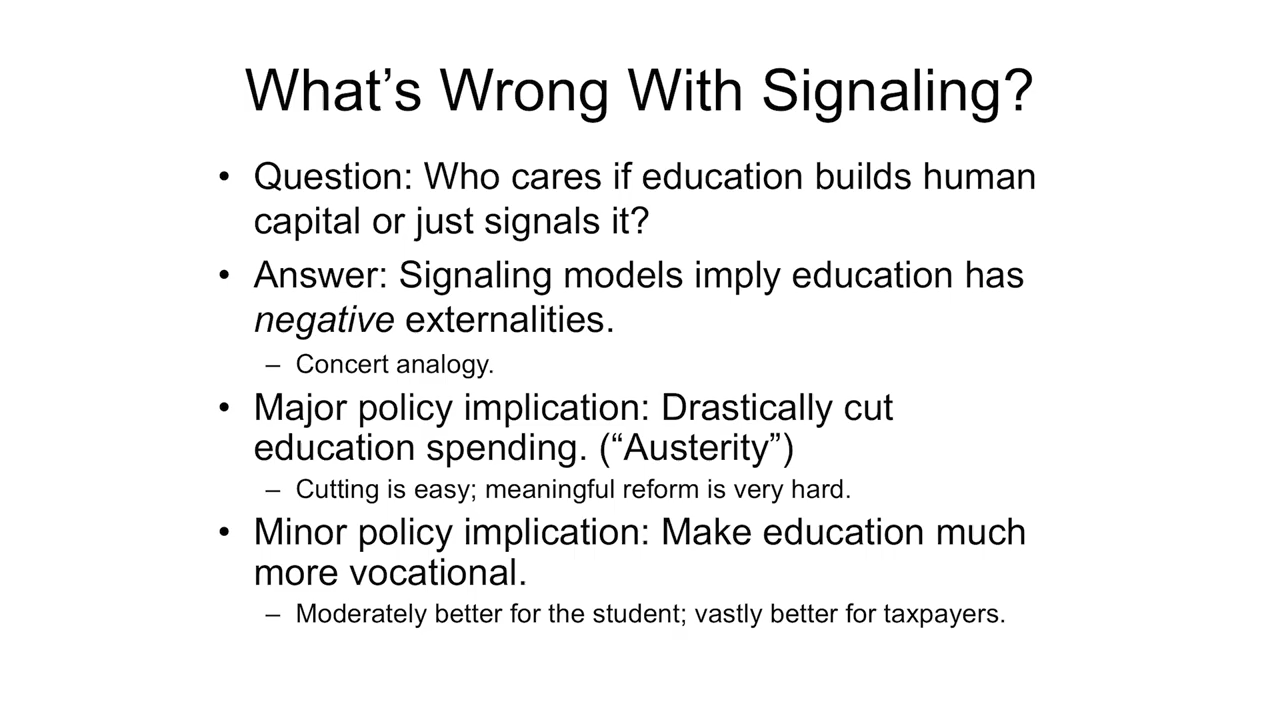 What’s Wrong With Signaling?
• Question: Who cares if education builds human
capital or just signals it?
• Answer: Signaling models imply education has
negative externalities.
– Concert analogy.
• Major policy implication: Drastically cut
education spending. (“Austerity”)
– Cutting is easy; meaningful reform is very hard.
• Minor policy implication: Make education much
more vocational.
– Moderately better for the student; vastly better for taxpayers.